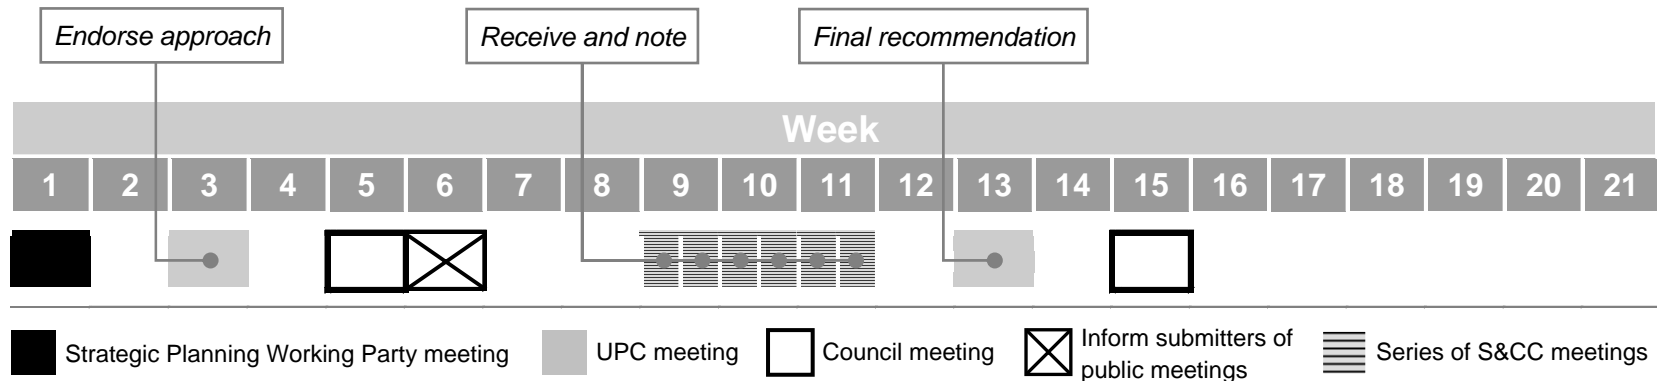 Endorse approach
Receive and note
Final recommendation
Week
1 2 3 4 5 6 7 8 9 10 11 12 13 14 15 16 17 18 19 20 21
Strategic Planning Working Party meeting
UPC meeting
Council meeting
Inform submitters of
public meetings
Series of S&CC meetings